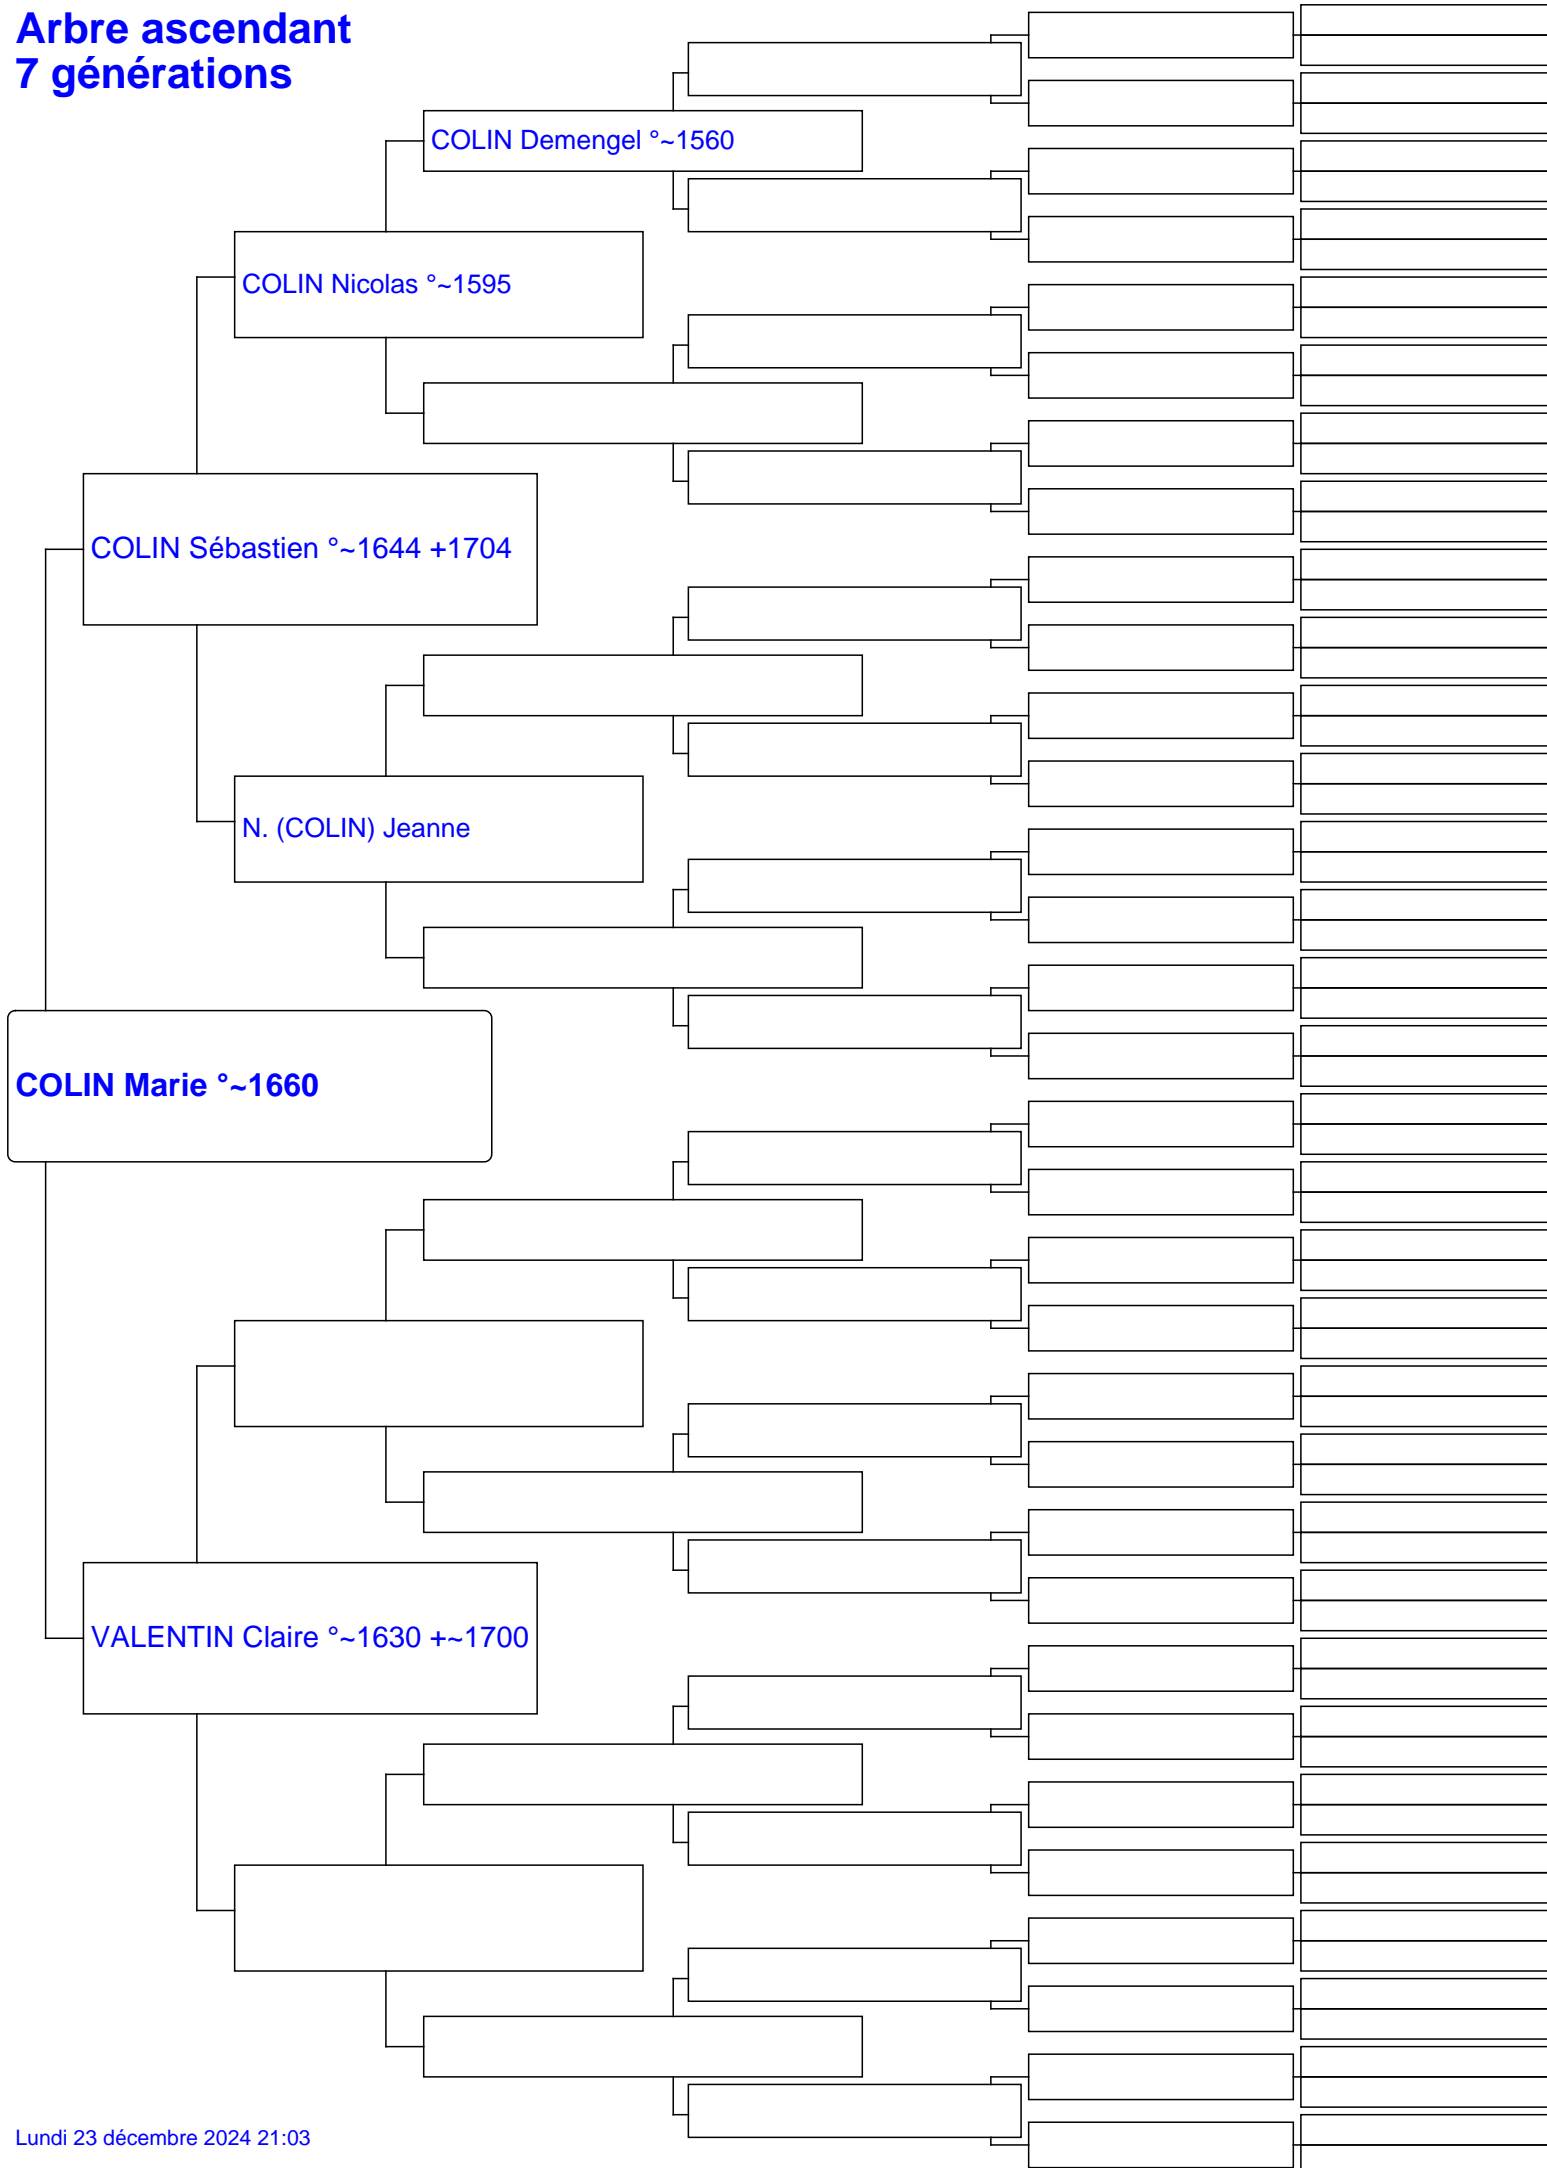 Arbre ascendant
7 générations
COLIN Demengel °~1560
COLIN Nicolas °~1595
COLIN Sébastien °~1644 +1704
N. (COLIN) Jeanne
COLIN Marie °~1660
VALENTIN Claire °~1630 +~1700
Lundi 23 décembre 2024 21:03